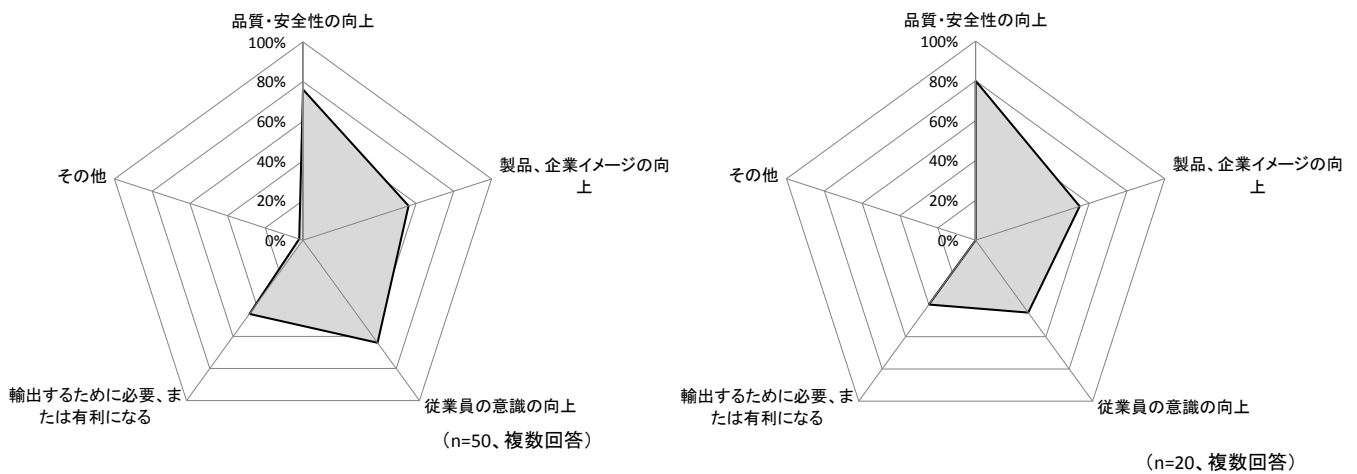 品質・安全性の向上
100%
80%
60%
40%
20%
0%
製品、企業イメージの向
上
従業員の意識の向上
輸出するために必要、ま
たは有利になる
その他
(n=50、複数回答)
品質・安全性の向上
100%
80%
60%
40%
20%
0%
製品、企業イメージの向
上
従業員の意識の向上
輸出するために必要、ま
たは有利になる
その他
(n=20、複数回答)